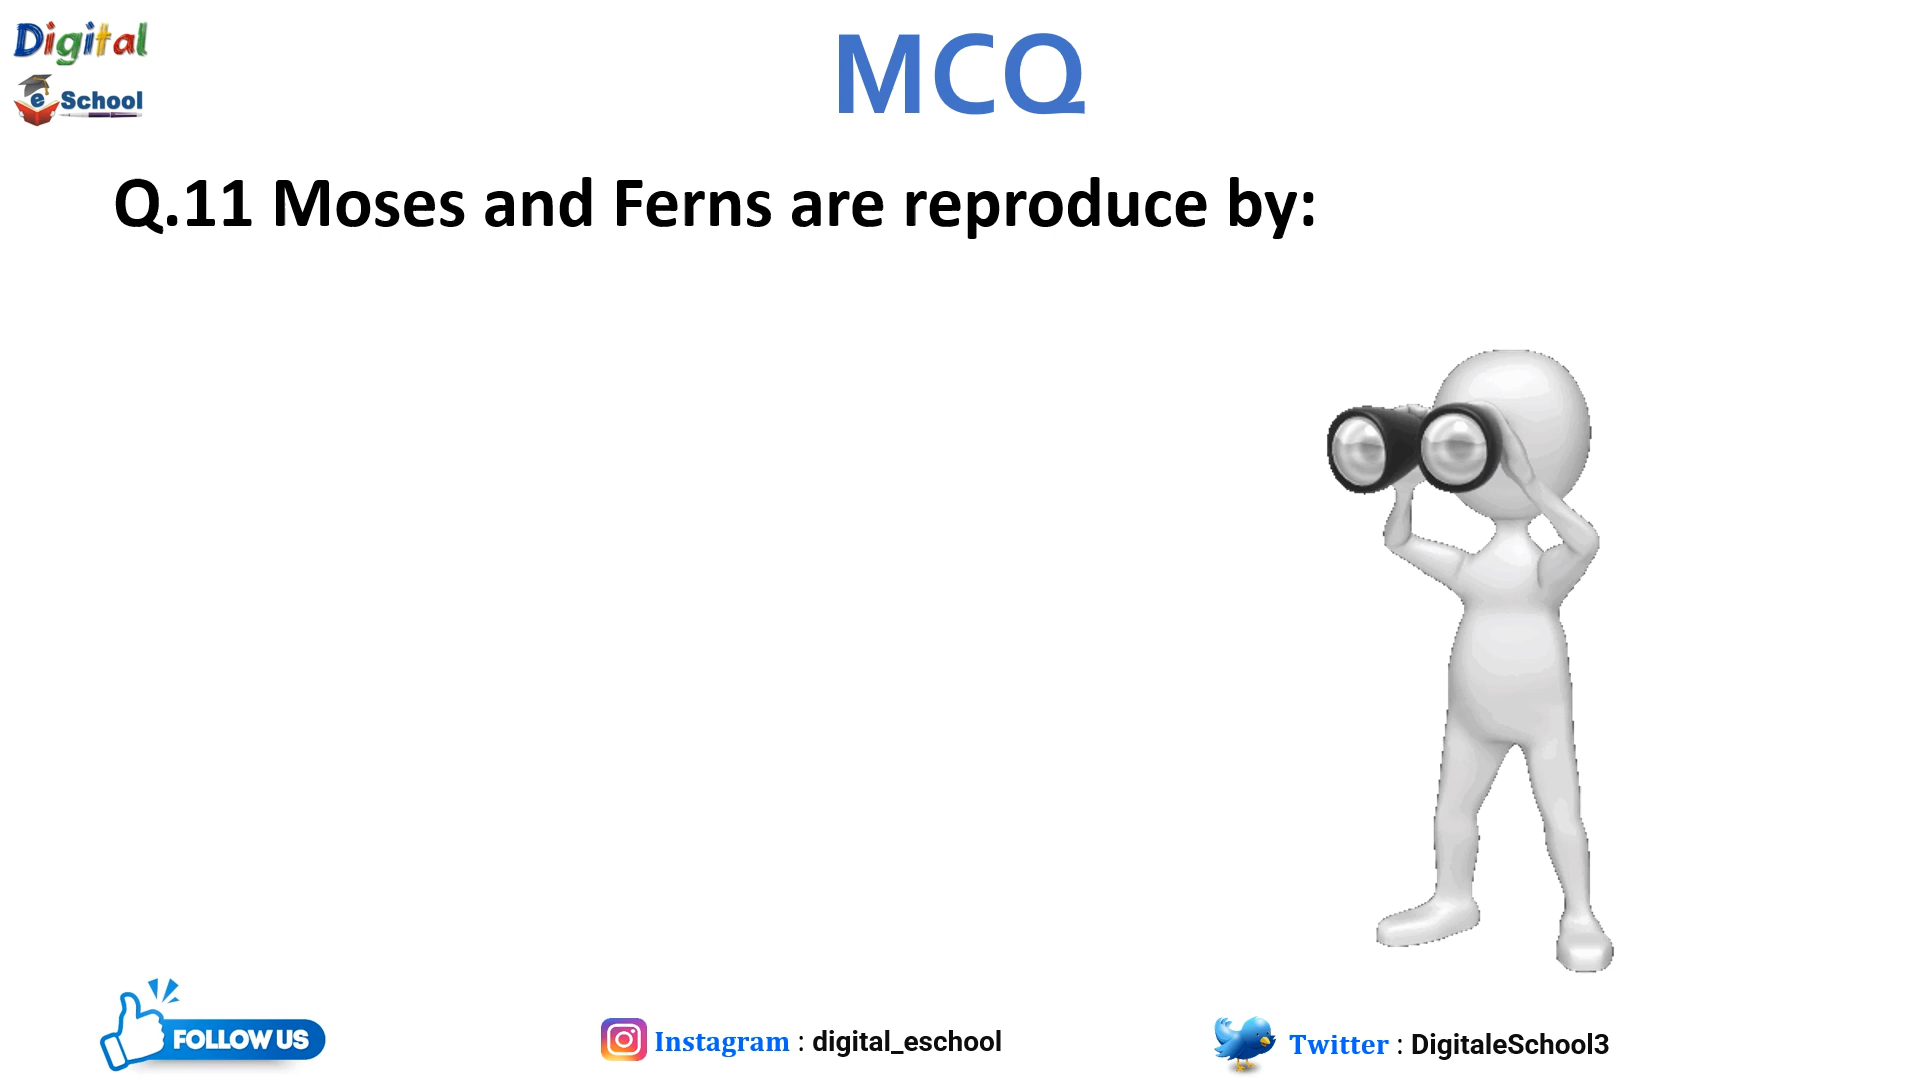 Digital
e School
MCQ
Q.11 Moses and Ferns are reproduce by:
FOLLOW US
Instagram : digital_eschool
Twitter : DigitaleSchool3